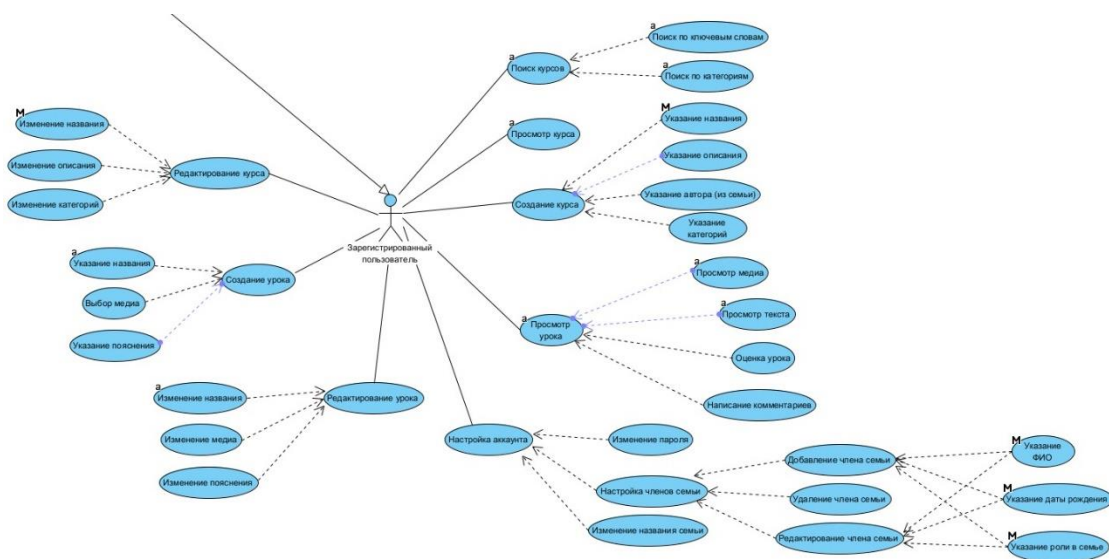 a
Поиск по ключевым словам
a
Поиск курсов
a
Поиск по категориям
M
Изменение названия
M
Указание названия
a
Просмотр курса
Изменение описания
Редактирование курса
Указание описания
Изменение категорий
Создание курса
Указание автора (из семьи)
Указание
категорий
Зарегистрированный
пользователь
a
Указание названия
Создание урока
a
Просмотр медиа
Выбор медиа
a
Просмотр текста
a
Просмотр
урока
Указание пояснения
Оценка урока
a
Изменение названия
Редактирование урока
Написание комментариев
Изменение медиа
Настройка аккаунта
Изменение пароля
Изменение пояснения
Добавление члена семьи
M
Указание
ФИО
Настройка членов семьи
Удаление члена семьи
M
Указание даты рождения
Изменение названия семьи
Редактирование члена семьи
M
Указание роли в семье